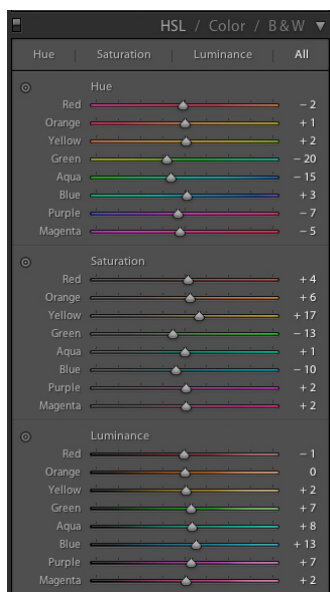 HSL / Color / B & W ▼
Hue | Saturation | Luminance | All
Hue
Red − 2
Orange + 1
Yellow + 2
Green − 20
Aqua − 15
Blue + 3
Purple − 7
Magenta − 5
Saturation
Red + 4
Orange + 6
Yellow + 17
Green − 13
Aqua + 1
Blue − 10
Purple + 2
Magenta + 2
Luminance
Red − 1
Orange 0
Yellow + 2
Green + 7
Aqua + 8
Blue + 13
Purple + 7
Magenta + 2